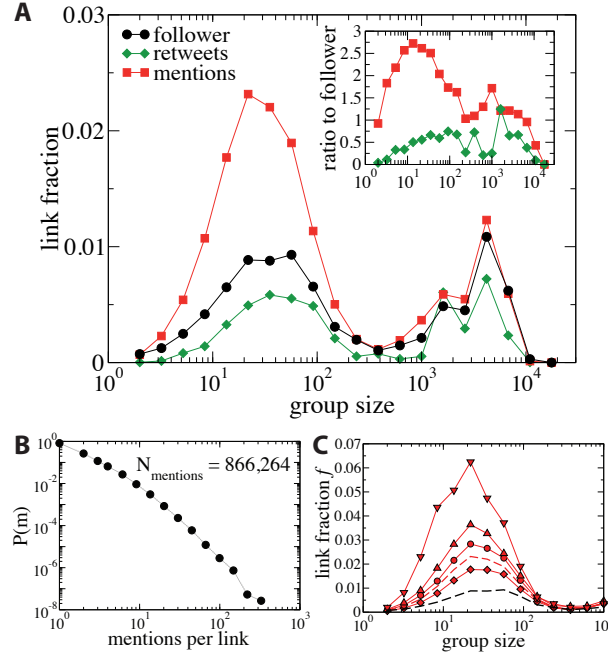 A
follower
retweets
mentions
link fraction
0.03
0.02
0.01
0
10^0 10^1 10^2 10^3 10^4
group size
ratio to follower
3
2.5
2
1.5
1.25
0.5
0
10^0 10^2 10^4
B
N_mentions = 866,264
P(m)
10^0
10^-2
10^-4
10^-6
10^-8
10^0 10^1 10^2 10^3
mentions per link
C
link fraction f
0.07
0.06
0.05
0.04
0.03
0.02
0.01
0
10^0 10^1 10^2
group size